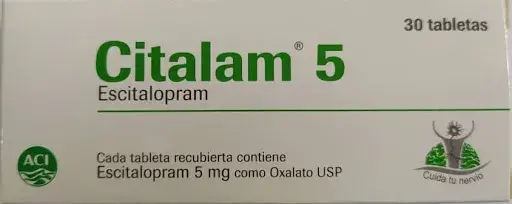 30 tabletas
Citalam® 5
Escitalopram
ACI
Cada tableta recubierta contiene
Escitalopram 5 mg como Oxalato USP
Cuida tu nervio